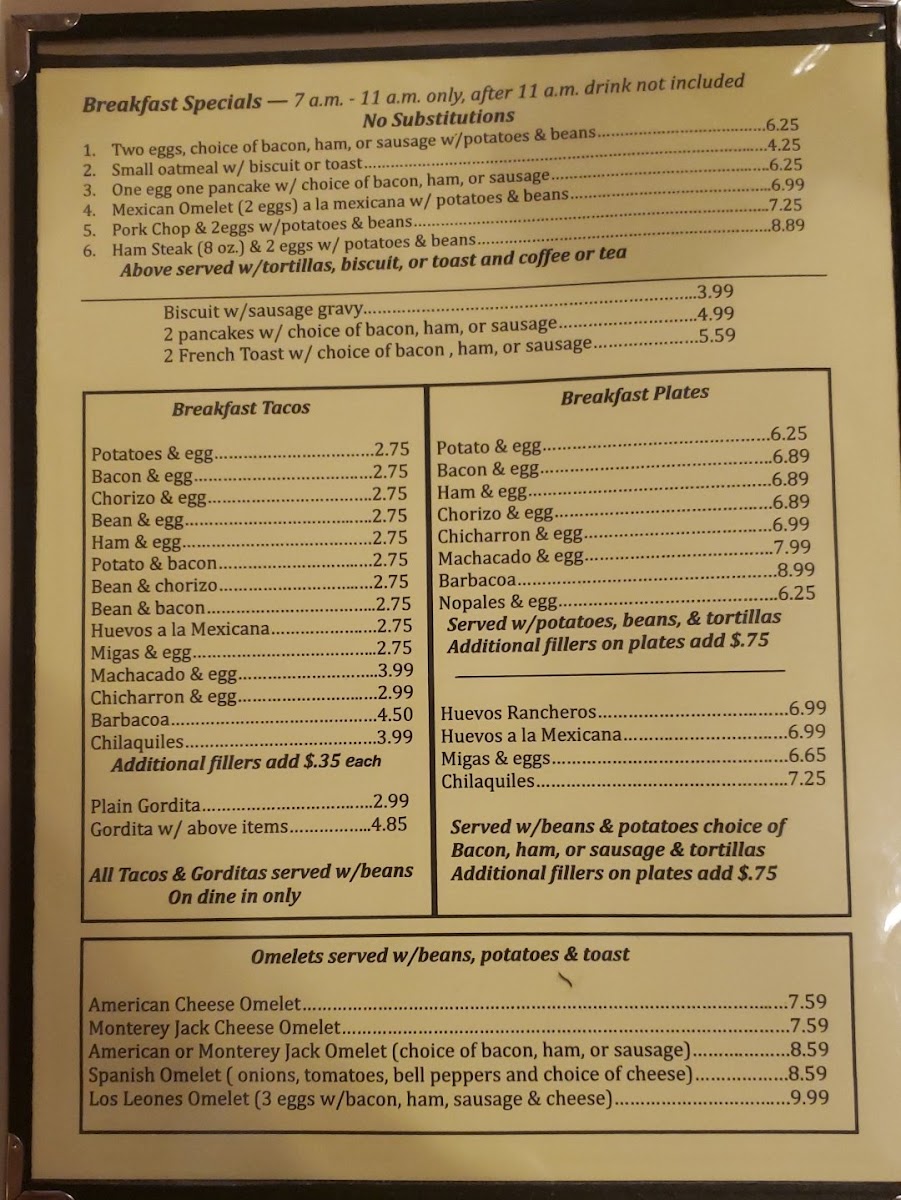 Breakfast Specials — 7 a.m. - 11 a.m. only, after 11 a.m. drink not included
No Substitutions
1. Two eggs, choice of bacon, ham, or sausage w/potatoes & beans...6.25
2. Small oatmeal w/ biscuit or toast...4.25
3. One egg one pancake w/ choice of bacon, ham, or sausage...6.25
4. Mexican Omelet (2 eggs) a la mexicana w/ potatoes & beans...6.99
5. Pork Chop & 2eggs w/potatoes & beans...7.25
6. Ham Steak (8 oz.) & 2 eggs w/ potatoes & beans...8.89
Above served w/tortillas, biscuit, or toast and coffee or tea
Biscuit w/sausage gravy...3.99
2 pancakes w/ choice of bacon, ham, or sausage...4.99
2 French Toast w/ choice of bacon , ham, or sausage...5.59
Breakfast Tacos
Potatoes & egg...2.75
Bacon & egg...2.75
Chorizo & egg...2.75
Bean & egg...2.75
Ham & egg...2.75
Potato & bacon...2.75
Bean & chorizo...2.75
Bean & bacon...2.75
Huevos a la Mexicana...2.75
Migas & egg...2.75
Machacado & egg...3.99
Chicharron & egg...2.99
Barbacoa...4.50
Chilaquiles...3.99
Additional fillers add $.35 each
Plain Gordita...2.99
Gordita w/ above items...4.85
All Tacos & Gorditas served w/beans
On dine in only
Breakfast Plates
Potato & egg...6.25
Bacon & egg...6.89
Ham & egg...6.89
Chorizo & egg...6.89
Chicharron & egg...6.99
Machacado & egg...7.99
Barbacoa...8.99
Nopales & egg...6.25
Served w/potatoes, beans, & tortillas
Additional fillers on plates add $.75
Huevos Rancheros...6.99
Huevos a la Mexicana...6.99
Migas & eggs...6.65
Chilaquiles...7.25
Served w/beans & potatoes choice of
Bacon, ham, or sausage & tortillas
Additional fillers on plates add $.75
Omelets served w/beans, potatoes & toast
American Cheese Omelet...7.59
Monterey Jack Cheese Omelet...7.59
American or Monterey Jack Omelet (choice of bacon, ham, or sausage)...8.59
Spanish Omelet ( onions, tomatoes, bell peppers and choice of cheese)...8.59
Los Leones Omelet (3 eggs w/bacon, ham, sausage & cheese)...9.99